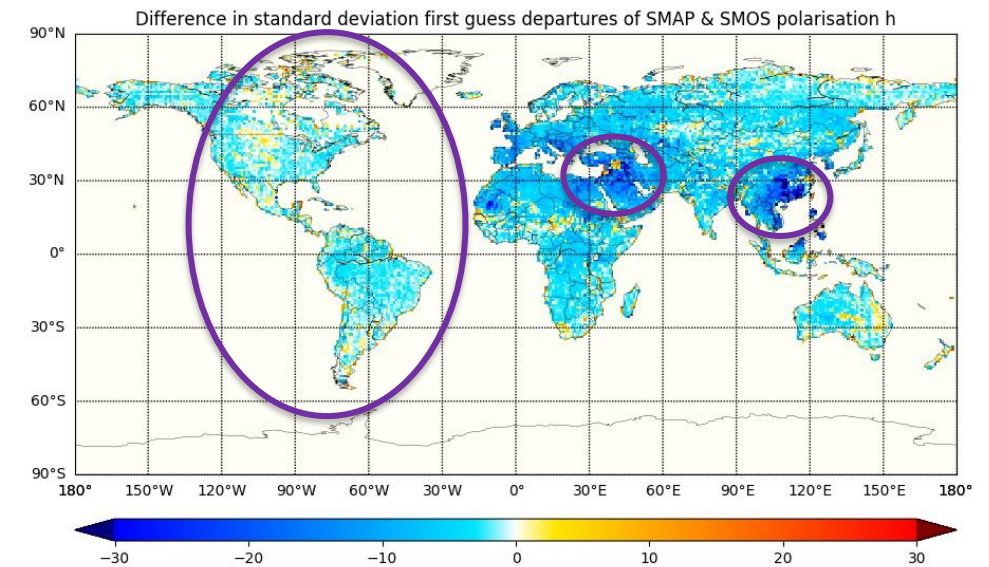 Difference in standard deviation first guess departures of SMAP & SMOS polarisation h
90°N
60°N
30°N
0°
30°S
60°S
90°S
180° 150°W 120°W 90°W 60°W 30°W 0° 30°E 60°E 90°E 120°E 150°E 180°
−30 −20 −10 0 10 20 30